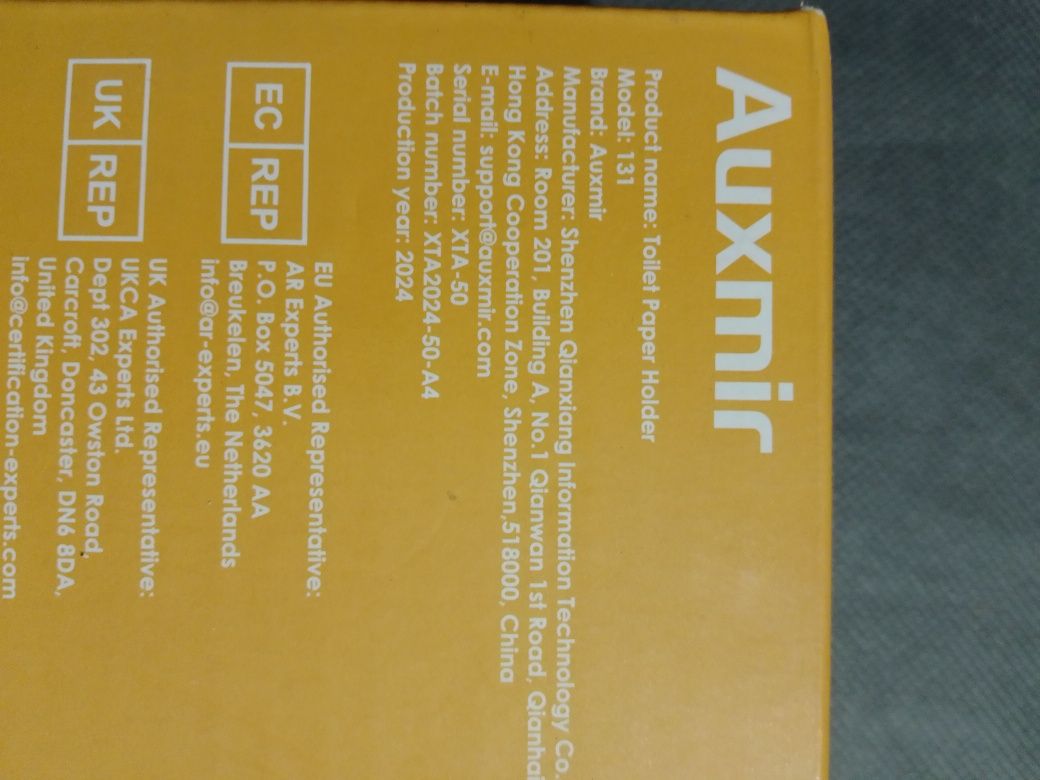 Auxmir
Product name: Toilet Paper Holder
Model: 131
Brand: Auxmir
Manufacturer: Shenzhen Qianxiang Information Technology Co.
Address: Room 201, Building A, No.1 Qianwan 1st Road, Qianhai
Hong Kong Cooperation Zone, Shenzhen,518000, China
E-mail: support@auxmir.com
Serial number: XTA-50
Batch number: XTA2024-50-A4
Production year: 2024
EC REP
EU Authorised Representative:
AR Experts B.V.
P.O. Box 5047, 3620 AA
Breukelen, The Netherlands
info@ar-experts.eu
UK REP
UK Authorised Representative:
UKCA Experts Ltd.
Dept 302, 43 Owston Road,
Carcroft, Doncaster, DN6 8DA,
United Kingdom
info@certification-experts.com